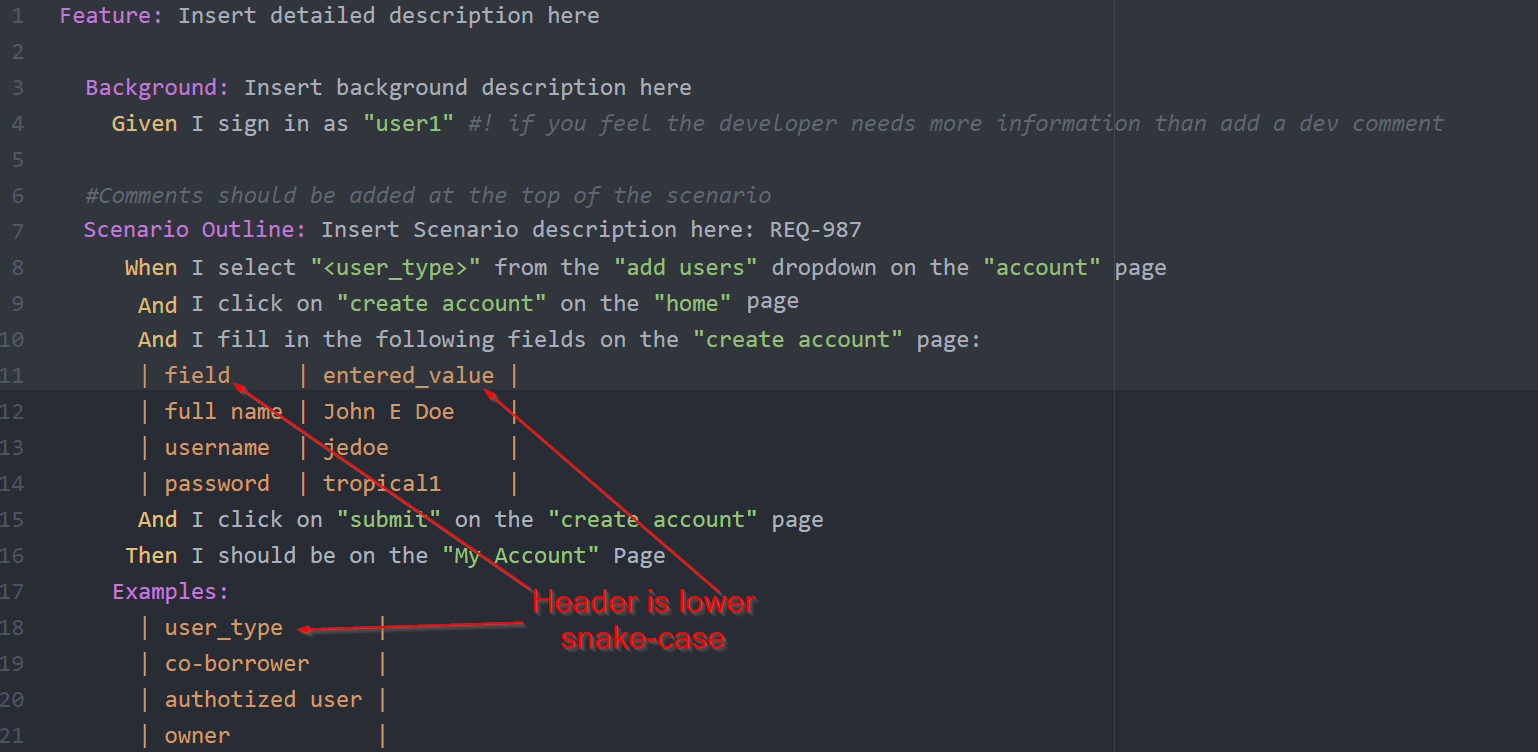 1 Feature: Insert detailed description here
2
3 Background: Insert background description here
4 Given I sign in as "user1" #! if you feel the developer needs more information than add a dev comment
5
6 #Comments should be added at the top of the scenario
7 Scenario Outline: Insert Scenario description here: REQ-987
8 When I select "<user_type>" from the "add users" dropdown on the "account" page
9 And I click on "create account" on the "home" page
10 And I fill in the following fields on the "create account" page:
11 | field | entered_value |
12 | full name | John E Doe |
13 | username | jedoe |
14 | password | tropical1 |
15 And I click on "submit" on the "create account" page
16 Then I should be on the "My Account" Page
17 Examples:
Header is lower
snake-case
18 | user_type |
19 | co-borrower |
20 | authotized user |
21 | owner |